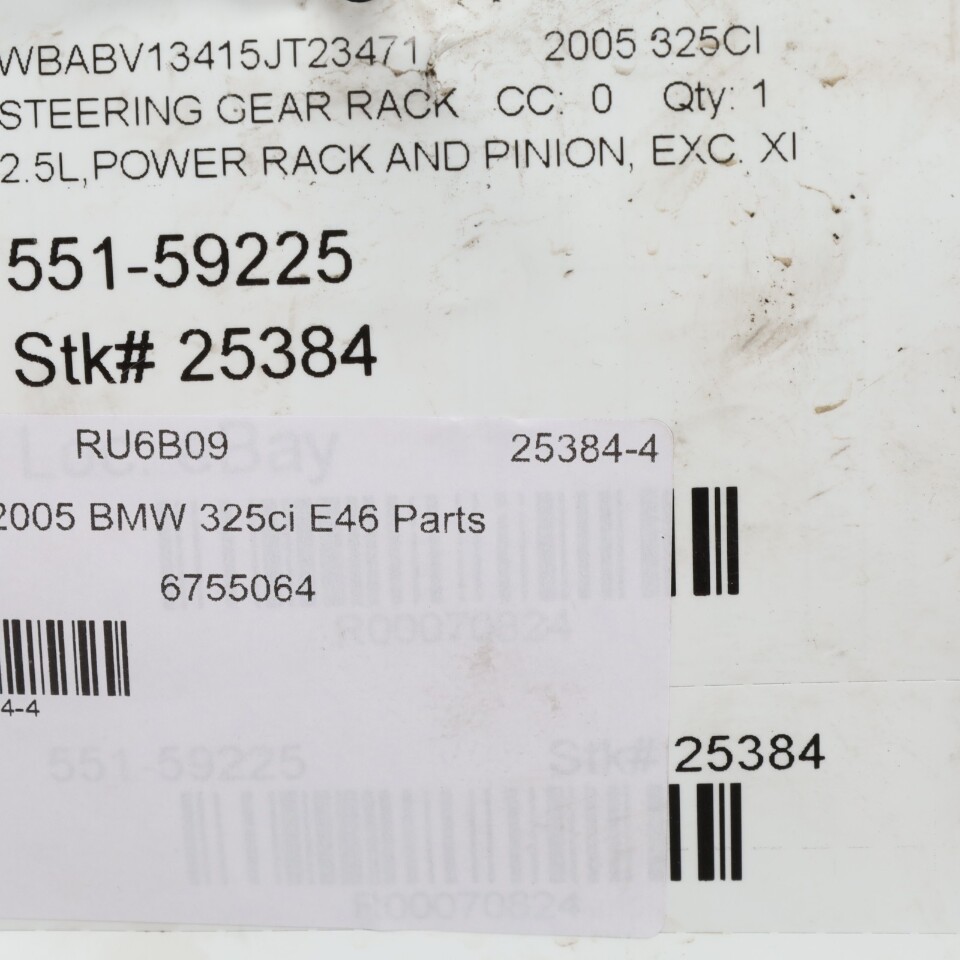 WBABV13415JT23471 2005 325CI
STEERING GEAR RACK CC: 0 Qty: 1
2.5L,POWER RACK AND PINION, EXC. XI
551-59225
Stk# 25384
Loc: eBay
RU6B09 25384-4
2005 BMW 325ci E46 Parts
6755064
R00070824
4-4
551-59225 Stk# 25384
R00070824